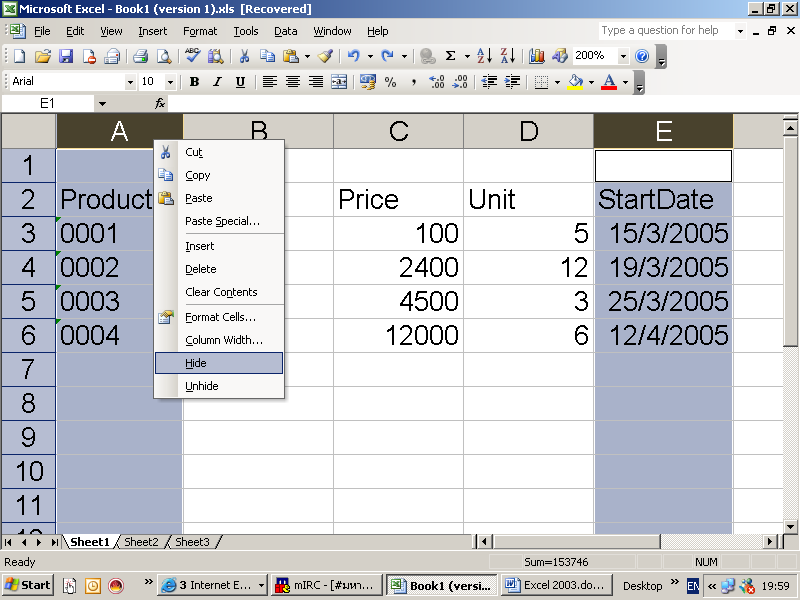 Microsoft Excel - Book1 (version 1).xls [Recovered]
File Edit View Insert Format Tools Data Window Help Type a question for help
200%
Arial 10 B I U % ,
E1 fx
A B C D E
1
2 Product Price Unit StartDate
3 0001 100 5 15/3/2005
4 0002 2400 12 19/3/2005
5 0003 4500 3 25/3/2005
6 0004 12000 6 12/4/2005
7
8
9
10
11
Cut
Copy
Paste
Paste Special...
Insert
Delete
Clear Contents
Format Cells...
Column Width...
Hide
Unhide
Sheet1 Sheet2 Sheet3
Ready Sum=153746 NUM
Start 3 Internet E... mIRC - [#มหา... Book1 (versi... Excel 2003.do... Desktop EN 19:59